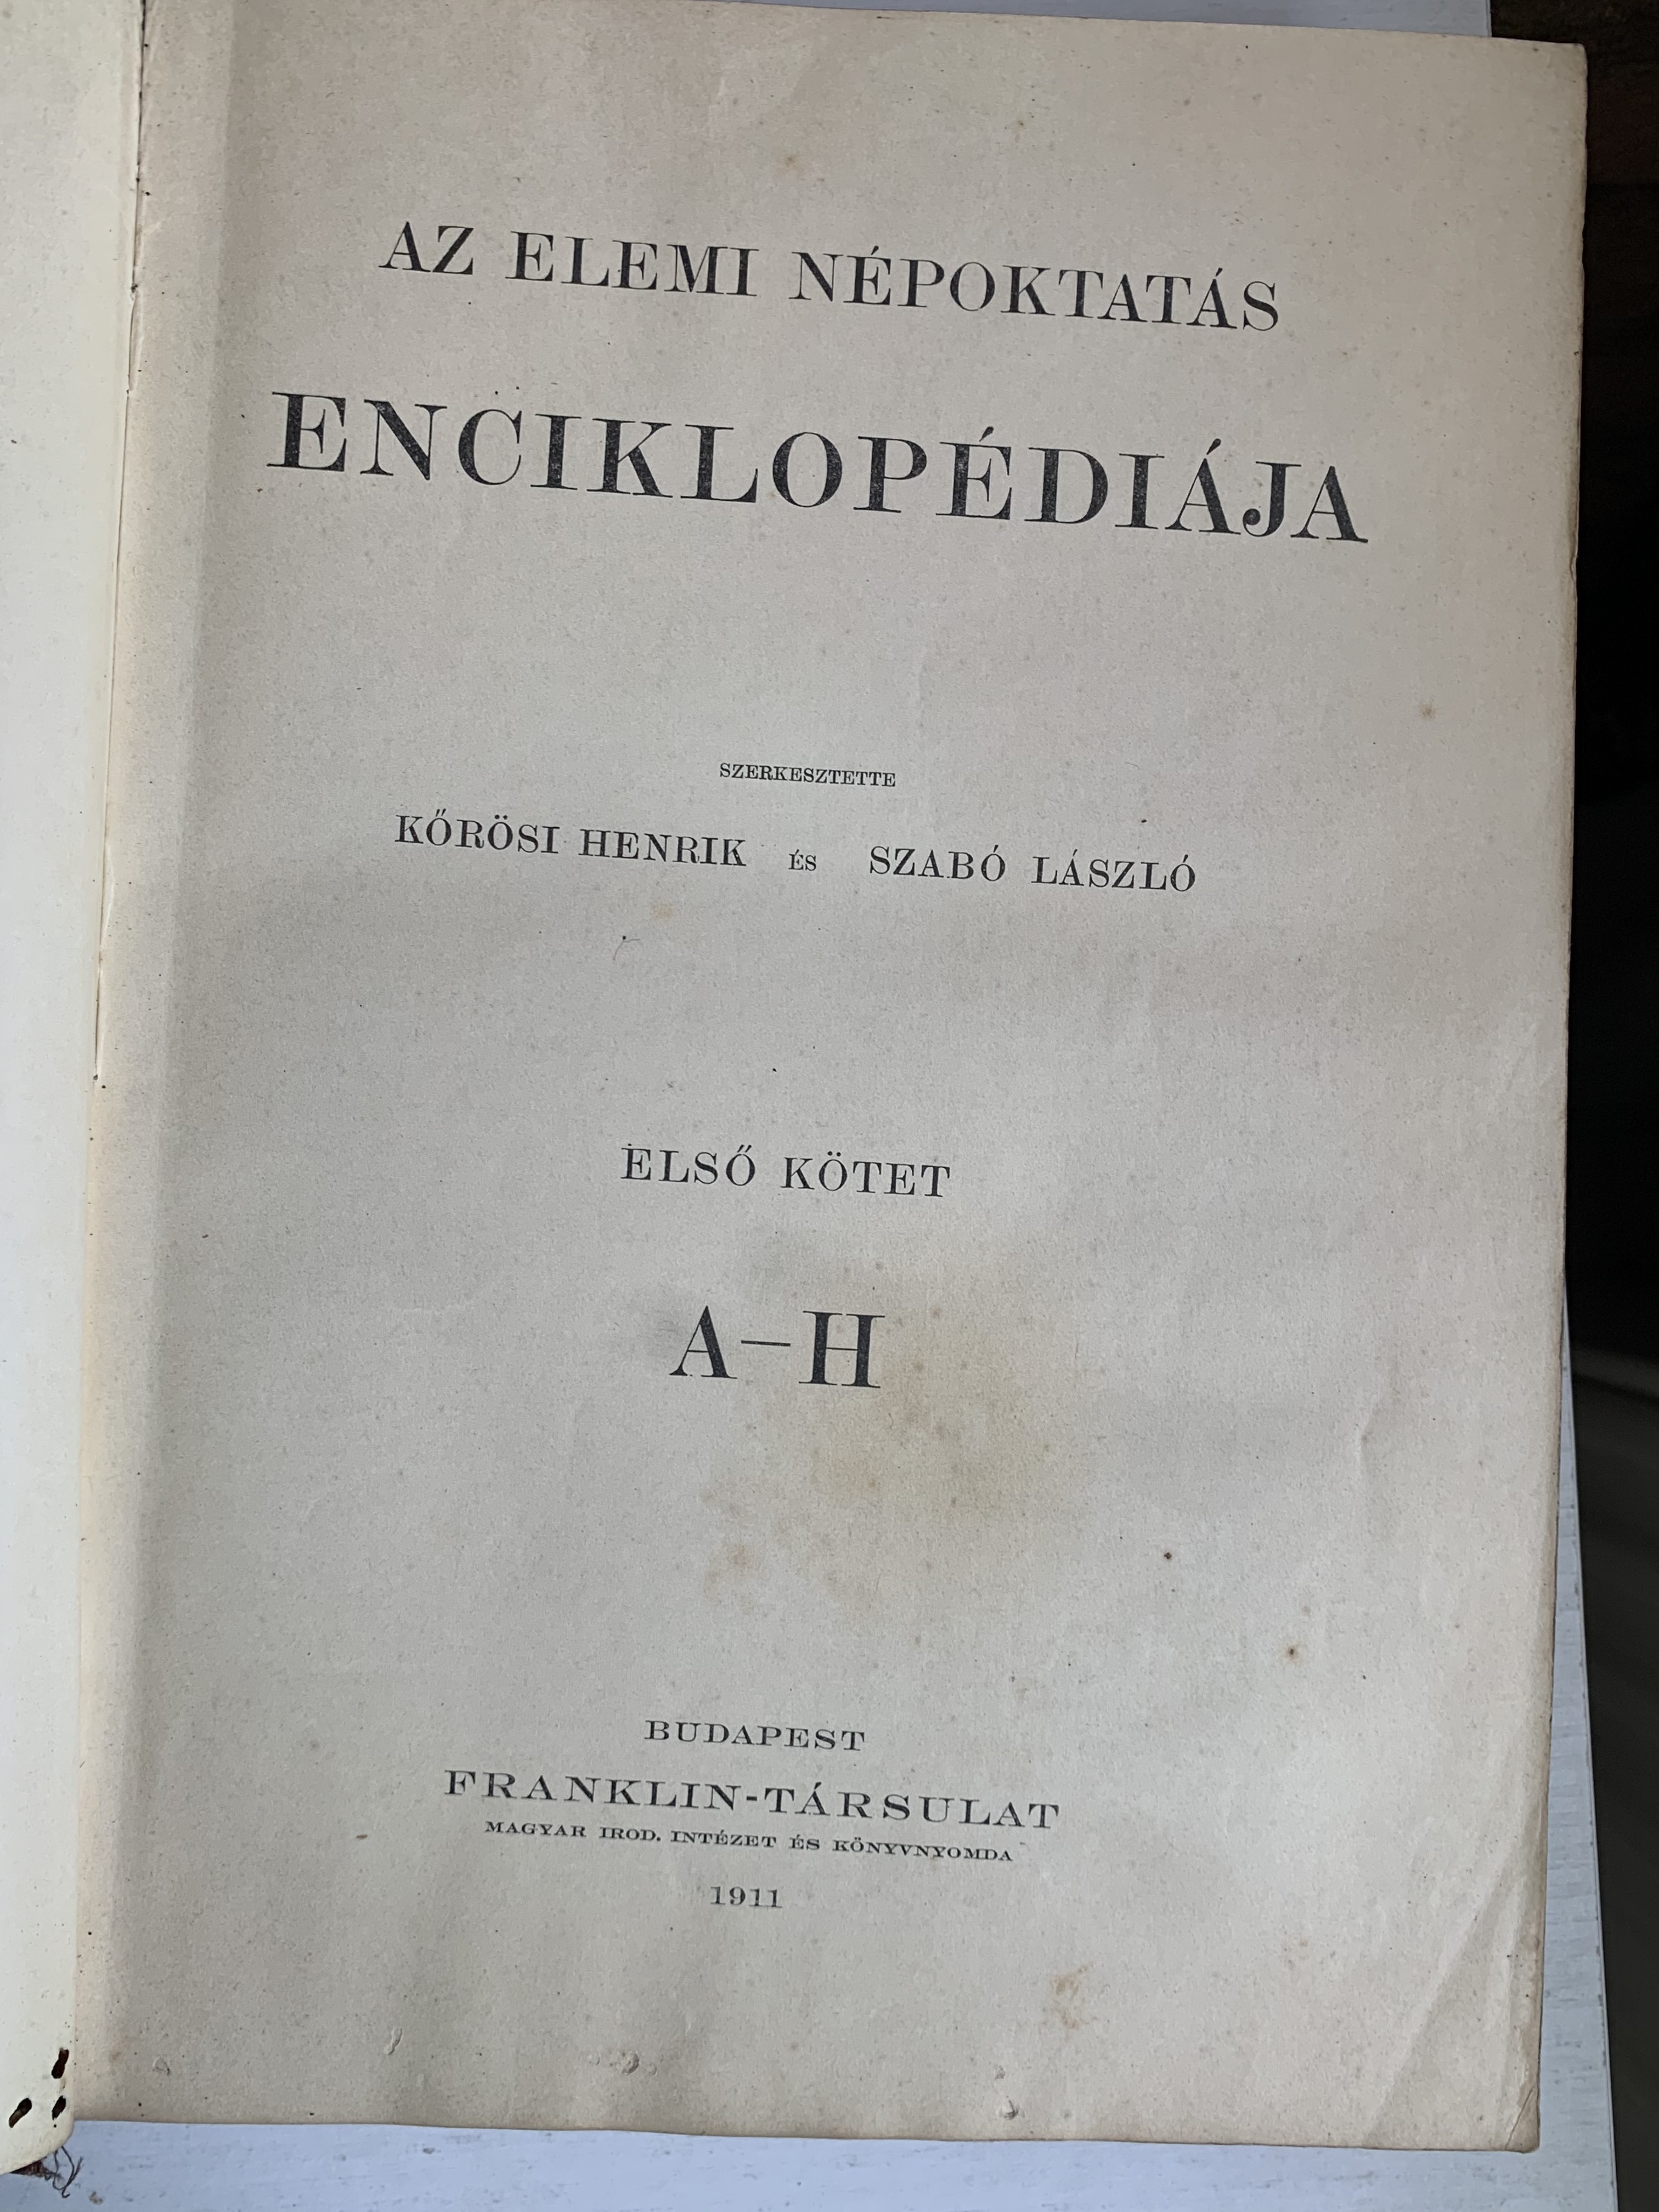 AZ ELEMI NÉPOKTATÁS
ENCIKLOPÉDIÁJA
SZERKESZTETTE
KŐRÖSI HENRIK ÉS SZABÓ LÁSZLÓ
ELSŐ KÖTET
A–H
BUDAPEST
FRANKLIN-TÁRSULAT
MAGYAR IROD. INTÉZET ÉS KÖNYVNYOMDA
1911